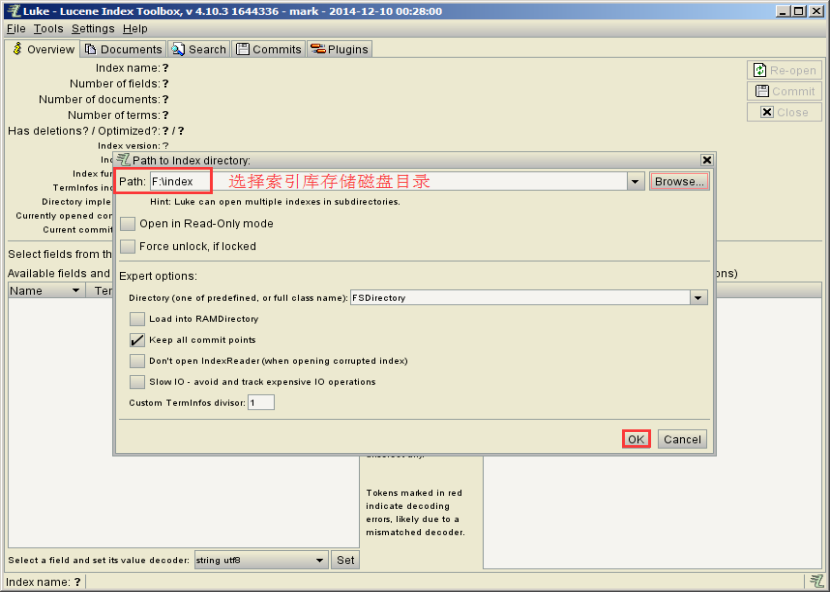 Luke - Lucene Index Toolbox, v 4.10.3 1644336 - mark - 2014-12-10 00:28:00
File Tools Settings Help
Overview Documents Search Commits Plugins
Index name: ?
Number of fields: ?
Number of documents: ?
Number of terms: ?
Has deletions? / Optimized?: ? / ?
Index version: ?
Re-open
Commit
Close
Index fur
TermInfos inc
Directory imple
Currently opened cor
Current commit
Path to Index directory:
Path: F:\index 选择索引库存储磁盘目录 Browse...
Hint: Luke can open multiple indexes in subdirectories.
Open in Read-Only mode
Force unlock, if locked
Expert options:
Directory (one of predefined, or full class name): FSDirectory
Load into RAMDirectory
Keep all commit points
Don't open IndexReader (when opening corrupted index)
Slow IO - avoid and track expensive IO operations
Custom TermInfos divisor: 1
OK Cancel
Select fields from th
Available fields and
ons)
Name Ter
Tokens marked in red
indicate decoding
errors, likely due to a
mismatched decoder.
Select a field and set its value decoder: string utf8 Set
Index name: ?